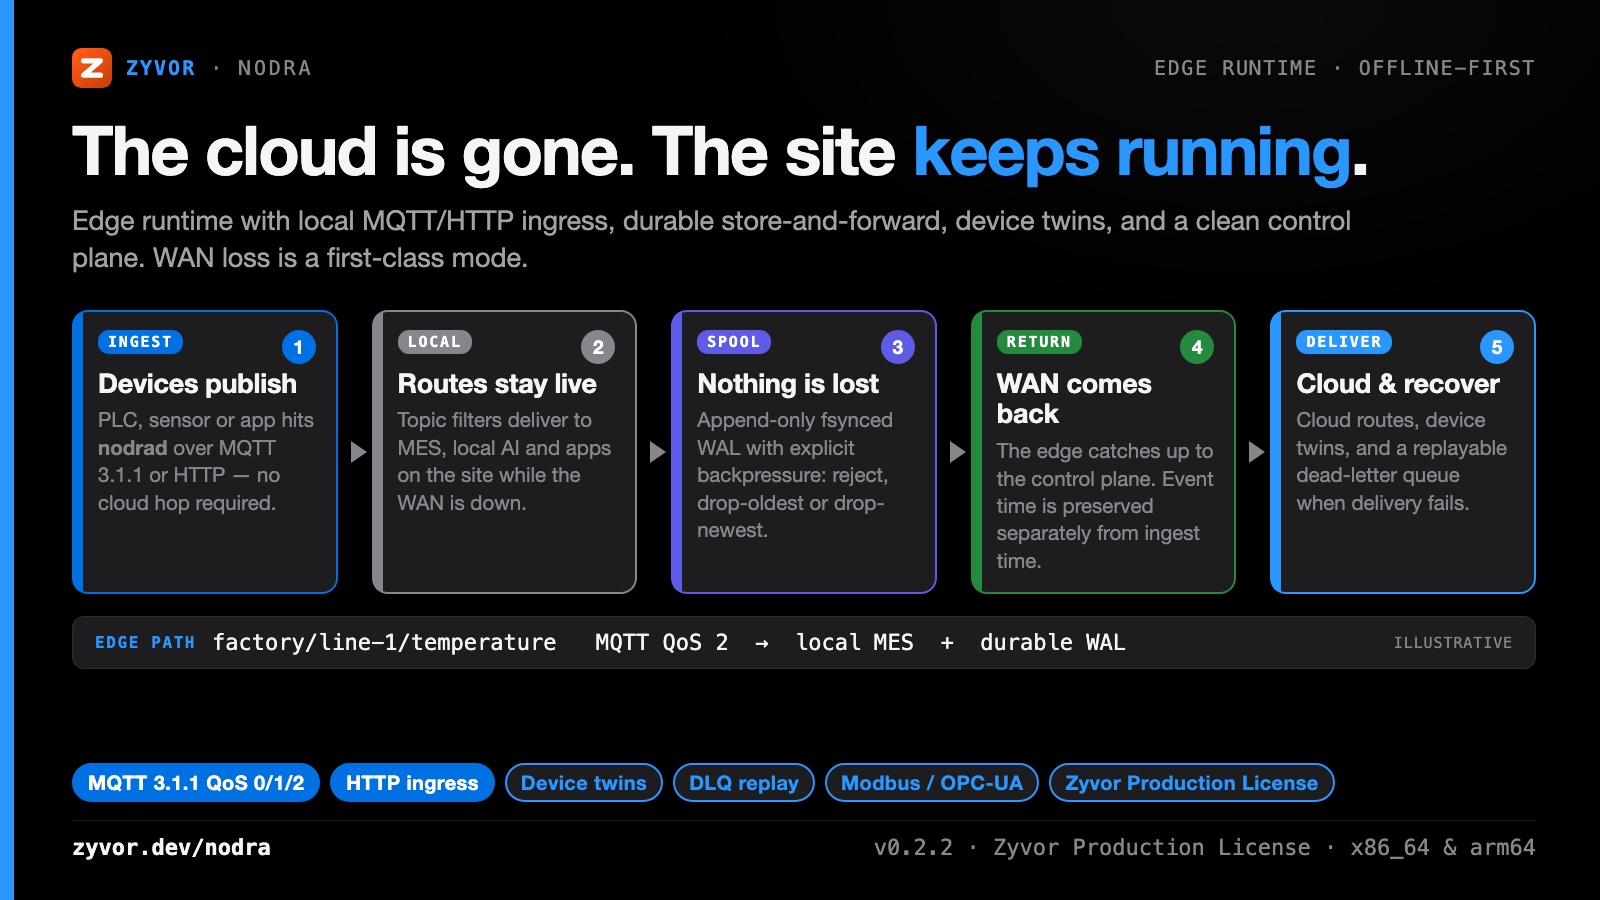 ZYVOR · NODRA
EDGE RUNTIME · OFFLINE-FIRST
The cloud is gone. The site keeps running.
Edge runtime with local MQTT/HTTP ingress, durable store-and-forward, device twins, and a clean control
plane. WAN loss is a first-class mode.
INGEST
1
Devices publish
PLC, sensor or app hits
nodrad over MQTT
3.1.1 or HTTP — no
cloud hop required.
LOCAL
2
Routes stay live
Topic filters deliver to
MES, local AI and apps
on the site while the
WAN is down.
SPOOL
3
Nothing is lost
Append-only fsynced
WAL with explicit
backpressure: reject,
drop-oldest or drop-
newest.
RETURN
4
WAN comes
back
The edge catches up to
the control plane. Event
time is preserved
separately from ingest
time.
DELIVER
5
Cloud & recover
Cloud routes, device
twins, and a replayable
dead-letter queue
when delivery fails.
EDGE PATH factory/line-1/temperature MQTT QoS 2 → local MES + durable WAL
ILLUSTRATIVE
MQTT 3.1.1 QoS 0/1/2
HTTP ingress
Device twins
DLQ replay
Modbus / OPC-UA
Zyvor Production License
zyvor.dev/nodra
v0.2.2 · Zyvor Production License · x86_64 & arm64